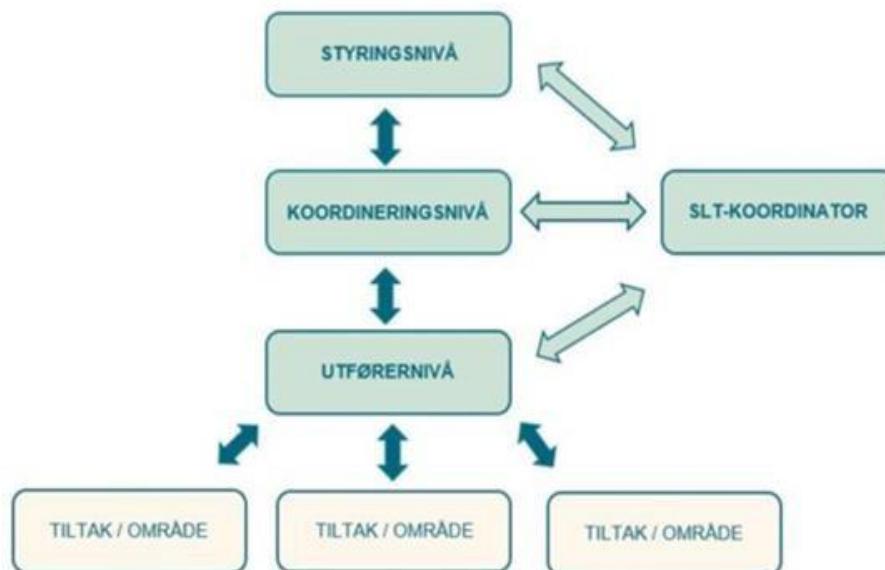 STYRINGSNIVÅ
KOORDINERINGSNIVÅ
SLT-KOORDINATOR
UTFØRERNIVÅ
TILTAK / OMRÅDE
TILTAK / OMRÅDE
TILTAK / OMRÅDE